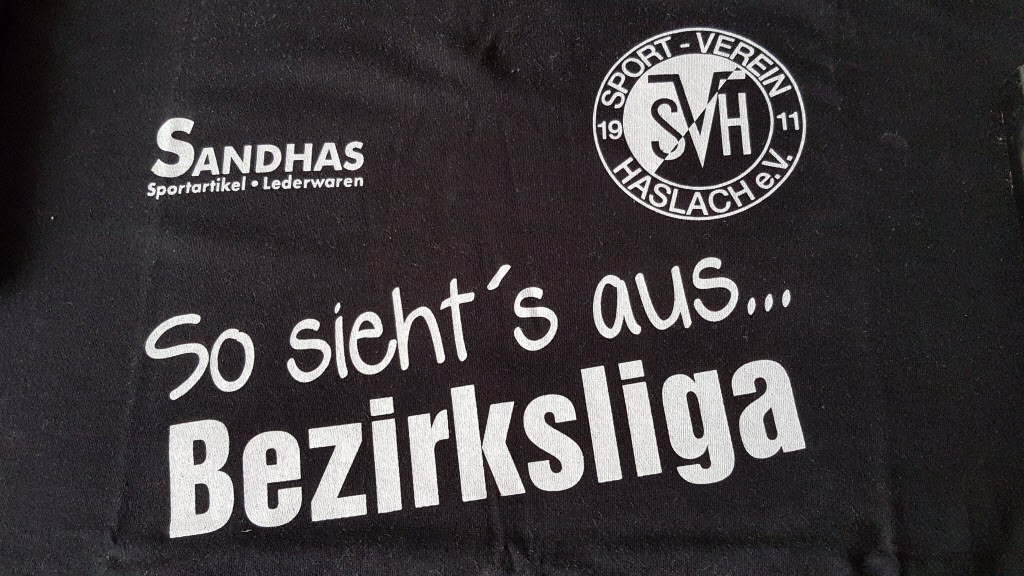 SANDHAS
Sportartikel • Lederwaren
SPORT-VEREIN
19 SVH 11
HASLACH e.V.
So sieht´s aus...
Bezirksliga